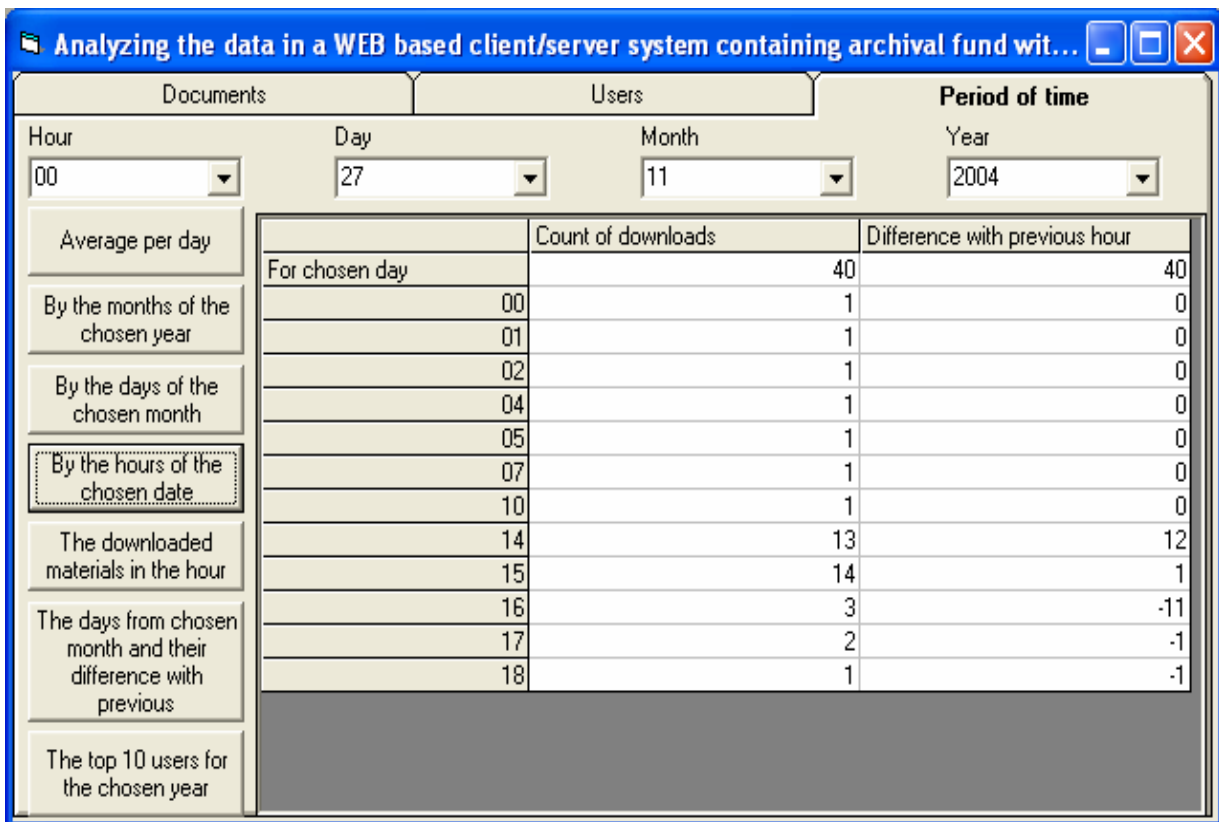 Analyzing the data in a WEB based client/server system containing archival fund wit...
Documents Users Period of time
Hour Day Month Year
00 27 11 2004
Average per day
By the months of the
chosen year
By the days of the
chosen month
By the hours of the
chosen date
The downloaded
materials in the hour
The days from chosen
month and their
difference with
previous
The top 10 users for
the chosen year
Count of downloads Difference with previous hour
For chosen day 40 40
00 1 0
01 1 0
02 1 0
04 1 0
05 1 0
07 1 0
10 1 0
14 13 12
15 14 1
16 3 -11
17 2 -1
18 1 -1